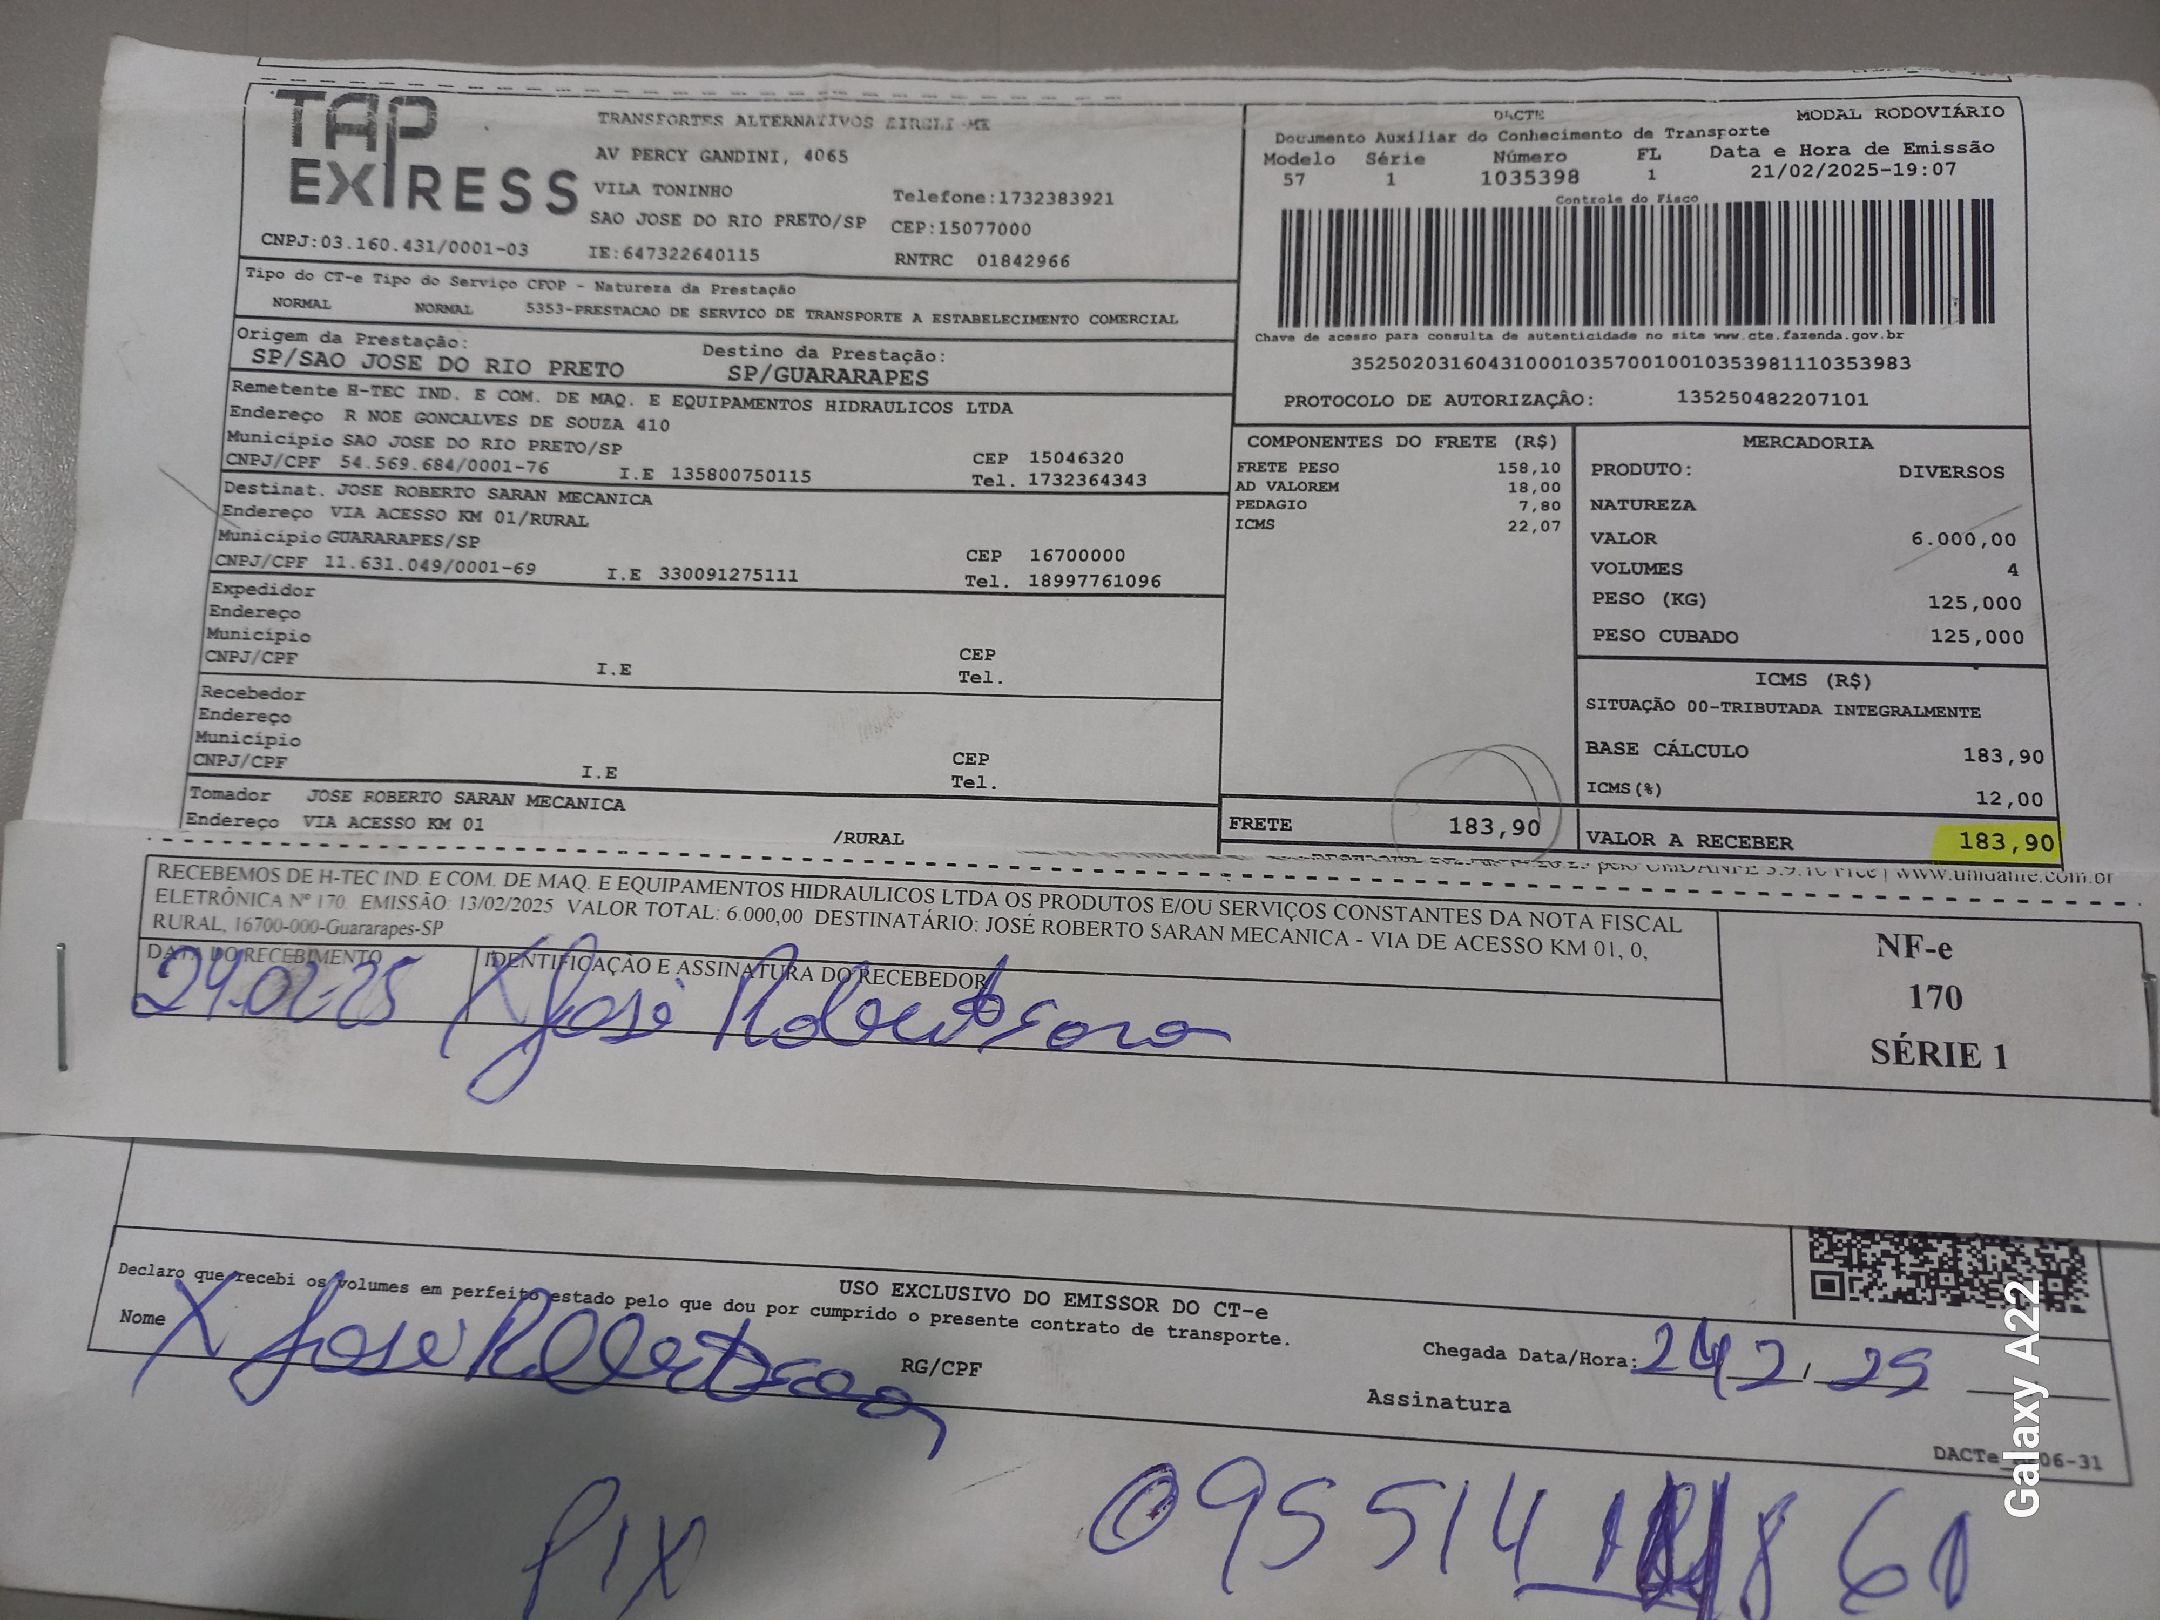 TAP EXPRESS
TRANSPORTES ALTERNATIVOS EIRELI-ME
AV PERCY GANDINI, 4065
VILA TONINHO Telefone:1732383921
SAO JOSE DO RIO PRETO/SP CEP:15077000
CNPJ:03.160.431/0001-03 IE:647322640115 RNTRC 01842966
DACTE MODAL RODOVIÁRIO
Documento Auxiliar do Conhecimento de Transporte
Modelo Série Número FL Data e Hora de Emissão
57 1 1035398 1 21/02/2025-19:07
Controle do Fisco
Chave de acesso para consulta de autenticidade no site www.cte.fazenda.gov.br
35250203160431000103570010010353981110353983
PROTOCOLO DE AUTORIZAÇÃO: 135250482207101
Tipo do CT-e Tipo do Serviço CFOP - Natureza da Prestação
NORMAL NORMAL 5353-PRESTACAO DE SERVICO DE TRANSPORTE A ESTABELECIMENTO COMERCIAL
Origem da Prestação: Destino da Prestação:
SP/SAO JOSE DO RIO PRETO SP/GUARARAPES
Remetente H-TEC IND. E COM. DE MAQ. E EQUIPAMENTOS HIDRAULICOS LTDA
Endereço R NOE GONCALVES DE SOUZA 410
Município SAO JOSE DO RIO PRETO/SP CEP 15046320
CNPJ/CPF 54.569.684/0001-76 I.E 135800750115 Tel. 1732364343
Destinat. JOSE ROBERTO SARAN MECANICA
Endereço VIA ACESSO KM 01/RURAL
Município GUARARAPES/SP CEP 16700000
CNPJ/CPF 11.631.049/0001-69 I.E 330091275111 Tel. 18997761096
Expedidor
Endereço
Município CEP
CNPJ/CPF I.E Tel.
Recebedor
Endereço
Município CEP
CNPJ/CPF I.E Tel.
Tomador JOSE ROBERTO SARAN MECANICA
Endereço VIA ACESSO KM 01 /RURAL
COMPONENTES DO FRETE (R$)
FRETE PESO 158,10
AD VALOREM 18,00
PEDAGIO 7,80
ICMS 22,07
FRETE 183,90
MERCADORIA
PRODUTO: DIVERSOS
NATUREZA
VALOR 6.000,00
VOLUMES 4
PESO (KG) 125,000
PESO CUBADO 125,000
ICMS (R$)
SITUAÇÃO 00-TRIBUTADA INTEGRALMENTE
BASE CÁLCULO 183,90
ICMS(%) 12,00
VALOR A RECEBER 183,90
www.unidanfe.com.br
RECEBEMOS DE H-TEC IND. E COM. DE MAQ. E EQUIPAMENTOS HIDRAULICOS LTDA OS PRODUTOS E/OU SERVIÇOS CONSTANTES DA NOTA FISCAL
ELETRÔNICA Nº 170. EMISSÃO: 13/02/2025 VALOR TOTAL: 6.000,00 DESTINATÁRIO: JOSÉ ROBERTO SARAN MECANICA - VIA DE ACESSO KM 01, 0,
RURAL, 16700-000-Guararapes-SP
DATA DO RECEBIMENTO IDENTIFICAÇÃO E ASSINATURA DO RECEBEDOR
24.02.25 X José Roberto
NF-e
170
SÉRIE 1
USO EXCLUSIVO DO EMISSOR DO CT-e
Declaro que recebi os volumes em perfeito estado pelo que dou por cumprido o presente contrato de transporte.
Nome X José RG/CPF Chegada Data/Hora: 24 2 / 25
Assinatura
DACTe
PIX 095514
Galaxy A22